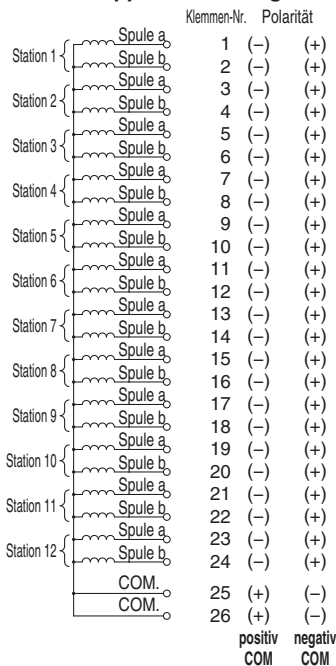 Klemmen-Nr. Polarität
Spule a 1 (–) (+)
Station 1
Spule b 2 (–) (+)
Spule a 3 (–) (+)
Station 2
Spule b 4 (–) (+)
Spule a 5 (–) (+)
Station 3
Spule b 6 (–) (+)
Spule a 7 (–) (+)
Station 4
Spule b 8 (–) (+)
Spule a 9 (–) (+)
Station 5
Spule b 10 (–) (+)
Spule a 11 (–) (+)
Station 6
Spule b 12 (–) (+)
Spule a 13 (–) (+)
Station 7
Spule b 14 (–) (+)
Spule a 15 (–) (+)
Station 8
Spule b 16 (–) (+)
Spule a 17 (–) (+)
Station 9
Spule b 18 (–) (+)
Spule a 19 (–) (+)
Station 10
Spule b 20 (–) (+)
Spule a 21 (–) (+)
Station 11
Spule b 22 (–) (+)
Spule a 23 (–) (+)
Station 12
Spule b 24 (–) (+)
COM. 25 (+) (–)
COM. 26 (+) (–)
positiv negativ
COM COM